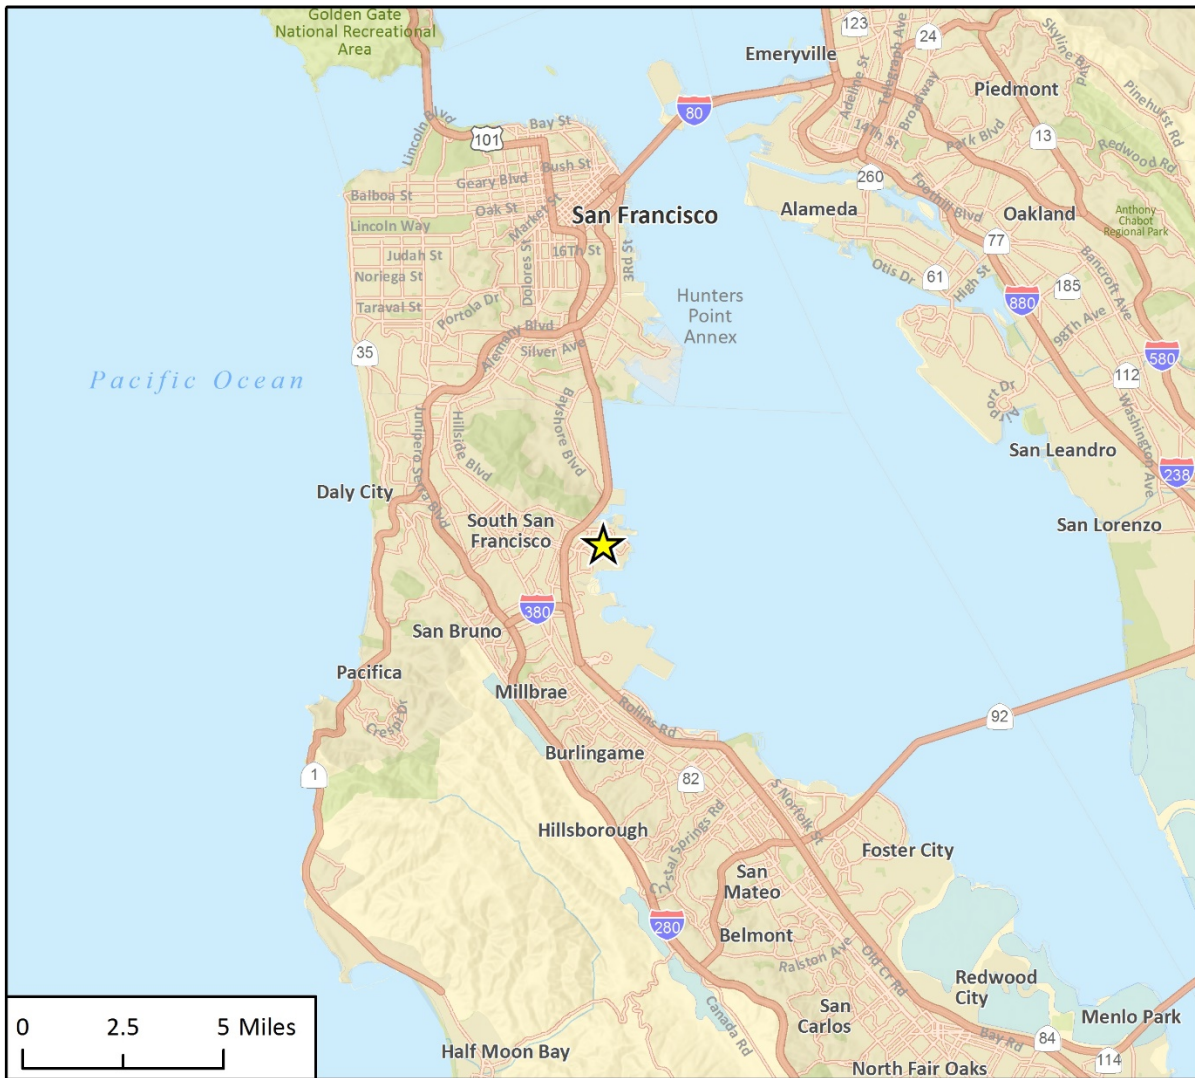 Golden Gate
National Recreational
Area
123
24
Telegraph Ave
Skyline Blvd
Emeryville
Adeline St
Broadway
Piedmont
Pinehurst Rd
80
Lincoln Blvd
101
Bay St
14Th St
Park Blvd
13
Redwood Rd
Bush St
Geary Blvd
260
Foothill Blvd
Balboa St
Oak St
Market St
San Francisco
Alameda
Oakland
Anthony
Chabot
Regional Park
Lincoln Way
Judah St
16Th St
3Rd St
77
Bancroft Ave
Noriega St
Dolores St
Otis Dr
61
High St
185
Taraval St
Portola Dr
Hunters
Point
Annex
880
98Th Ave
35
Alemany Blvd
Silver Ave
580
Pacific Ocean
112
Airport Dr
Washington Ave
Junipero Serra Blvd
Hillside Blvd
Bayshore Blvd
San Leandro
238
Daly City
South San
Francisco
San Lorenzo
380
San Bruno
Pacifica
Millbrae
Crespi Dr
Rollins Rd
92
Burlingame
1
82
S Norfolk St
Hillsborough
Crystal Springs Rd
Foster City
San
Mateo
280
Belmont
Ralston Ave
Old Cr Rd
Redwood
City
Canada Rd
San
Carlos
Menlo Park
Bay Rd
84
114
Half Moon Bay
North Fair Oaks
0 2.5 5 Miles